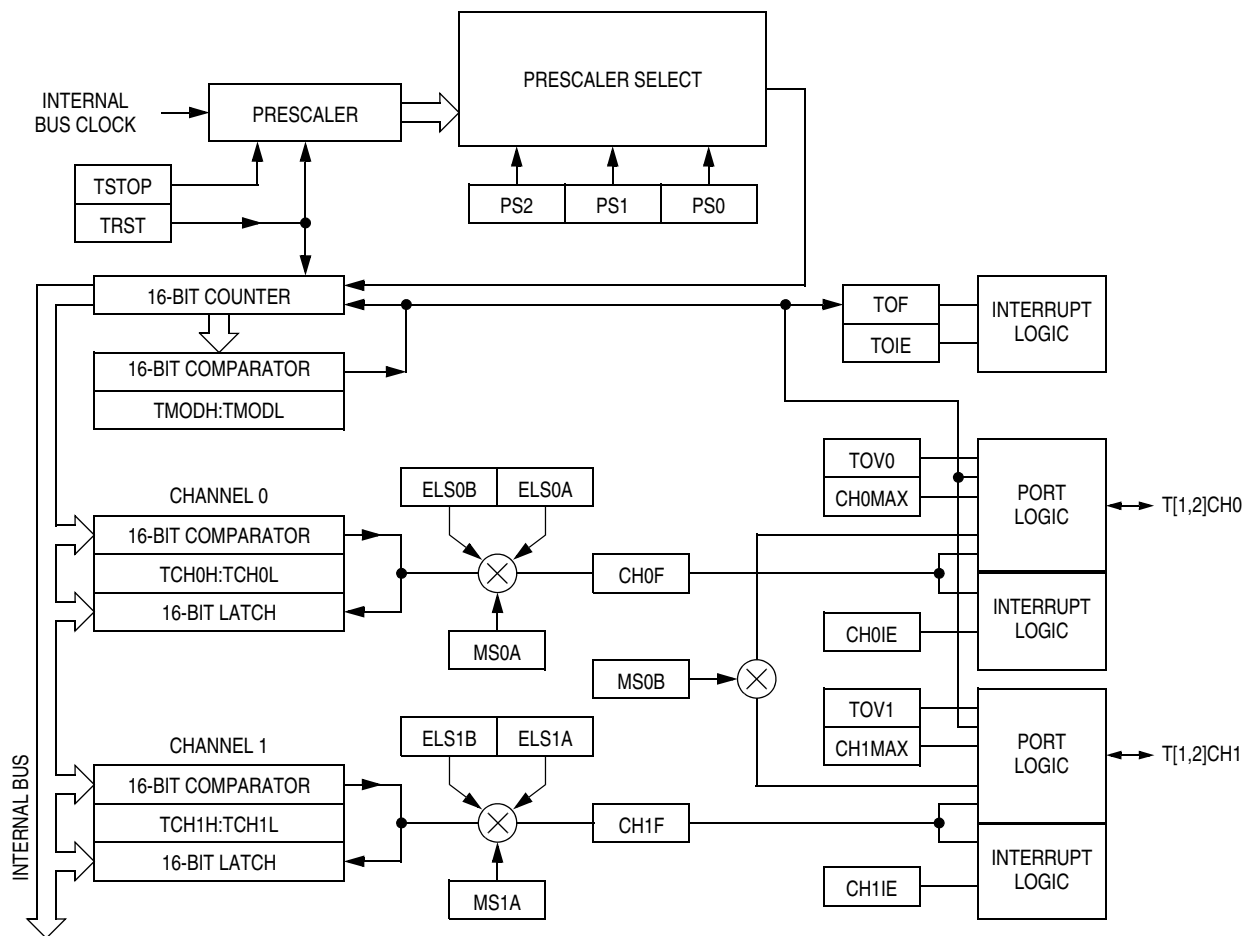 PRESCALER SELECT
INTERNAL
BUS CLOCK
PRESCALER
TSTOP
TRST
PS2
PS1
PS0
16-BIT COUNTER
TOF
TOIE
INTERRUPT
LOGIC
16-BIT COMPARATOR
TMODH:TMODL
CHANNEL 0
ELS0B
ELS0A
TOV0
CH0MAX
PORT
LOGIC
T[1,2]CH0
16-BIT COMPARATOR
TCH0H:TCH0L
16-BIT LATCH
CH0F
MS0A
CH0IE
INTERRUPT
LOGIC
MS0B
CHANNEL 1
ELS1B
ELS1A
TOV1
CH1MAX
PORT
LOGIC
T[1,2]CH1
16-BIT COMPARATOR
TCH1H:TCH1L
16-BIT LATCH
CH1F
MS1A
CH1IE
INTERRUPT
LOGIC
INTERNAL BUS